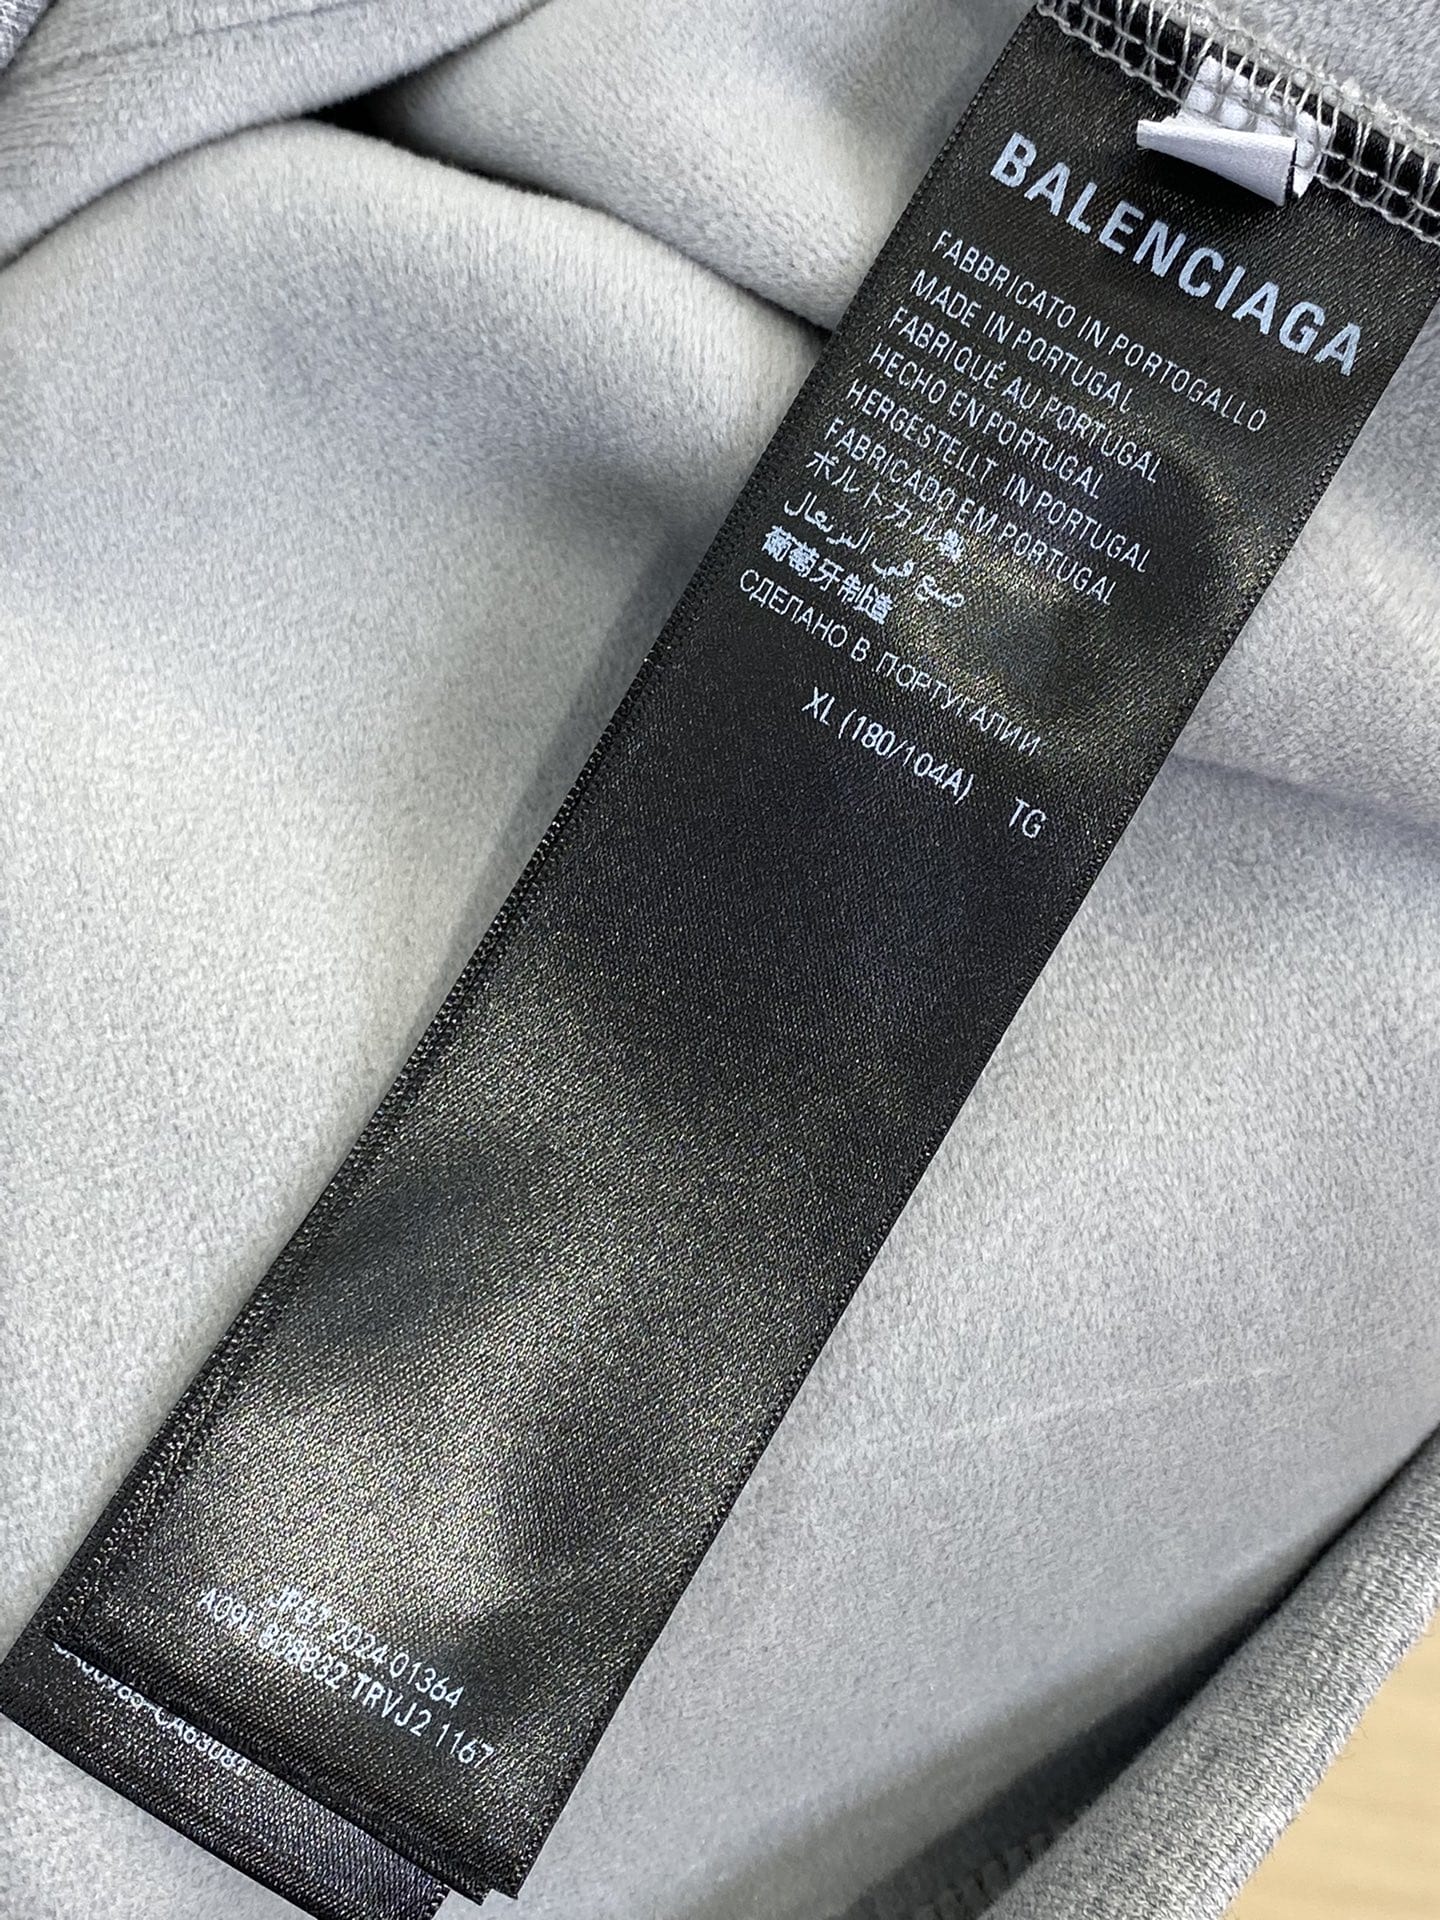 BALENCIAGA
FABBRICATO IN PORTOGALLO
MADE IN PORTUGAL
FABRIQUÉ AU PORTUGAL
HECHO EN PORTUGAL
HERGESTELLT IN PORTUGAL
FABRICADO EM PORTUGAL
ポルトガル製
صنع في البرتغال
葡萄牙制造
СДЕЛАНО В ПОРТУГАЛИИ
XL (180/104A) TG
2024 01364
A09L TRVJ2 1167